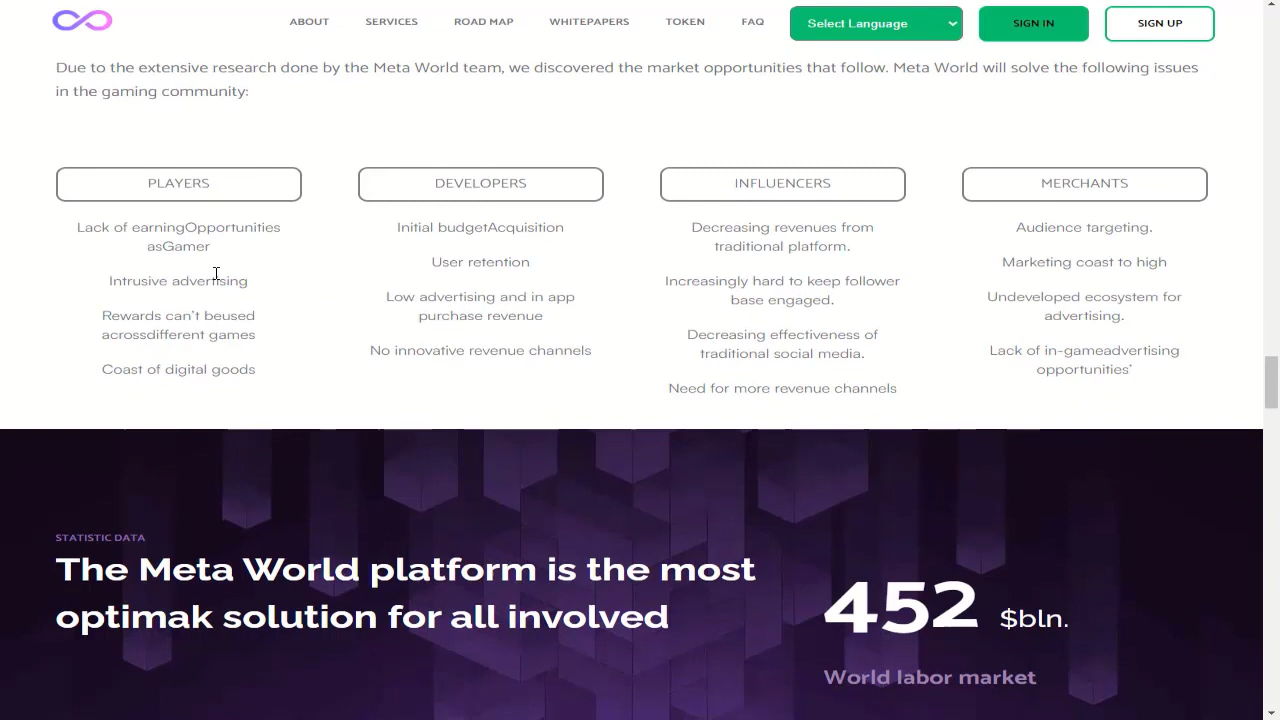 ABOUT SERVICES ROAD MAP WHITEPAPERS TOKEN FAQ Select Language SIGN IN SIGN UP
Due to the extensive research done by the Meta World team, we discovered the market opportunities that follow. Meta World will solve the following issues
in the gaming community:
PLAYERS
Lack of earningOpportunities
asGamer
Intrusive advertising
Rewards can't beused
acrossdifferent games
Coast of digital goods
DEVELOPERS
Initial budgetAcquisition
User retention
Low advertising and in app
purchase revenue
No innovative revenue channels
INFLUENCERS
Decreasing revenues from
traditional platform.
Increasingly hard to keep follower
base engaged.
Decreasing effectiveness of
traditional social media.
Need for more revenue channels
MERCHANTS
Audience targeting.
Marketing coast to high
Undeveloped ecosystem for
advertising.
Lack of in-gameadvertising
opportunities'
STATISTIC DATA
The Meta World platform is the most
optimak solution for all involved
452 $bln.
World labor market